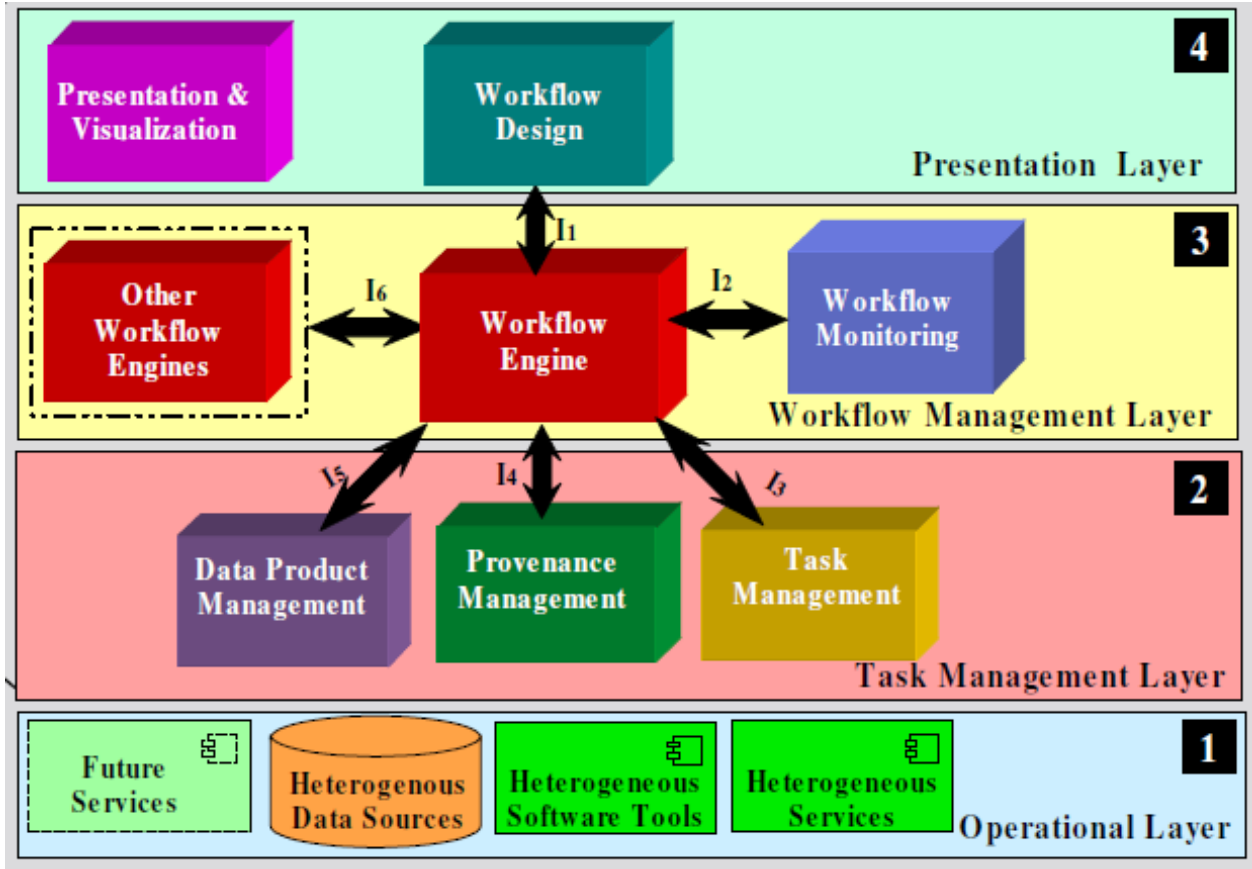 4
Presentation &
Visualization
Workflow
Design
Presentation Layer
I1
3
Other
Workflow
Engines
I6
Workflow
Engine
I2
Workflow
Monitoring
Workflow Management Layer
I5
I4
I3
2
Data Product
Management
Provenance
Management
Task
Management
Task Management Layer
1
Future
Services
Heterogenous
Data Sources
Heterogeneous
Software Tools
Heterogeneous
Services
Operational Layer